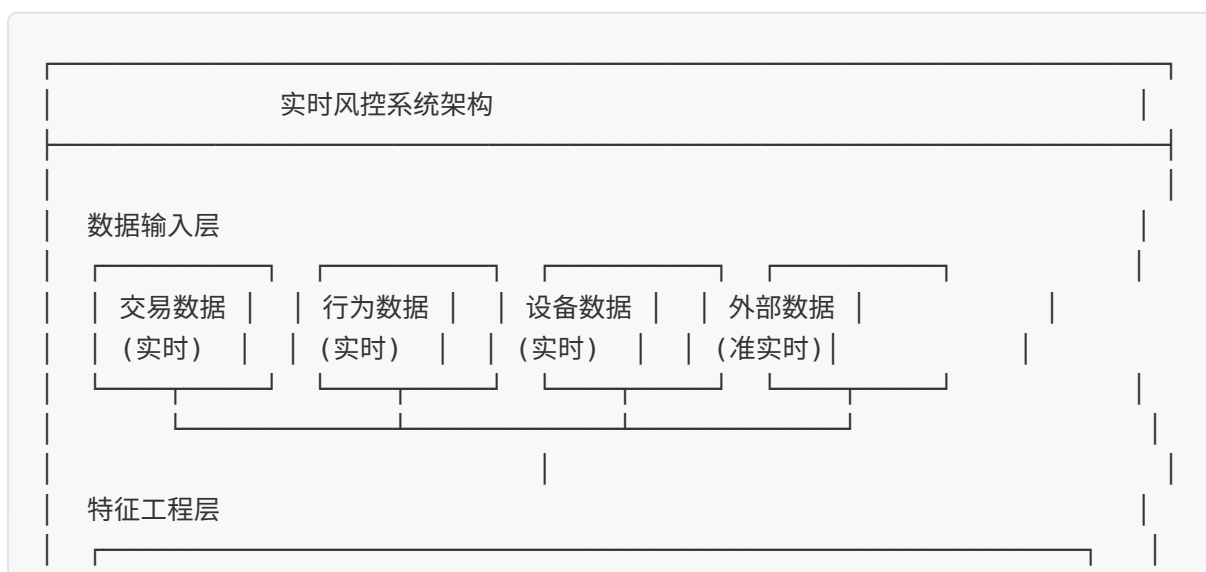 实时风控系统架构
数据输入层
交易数据 行为数据 设备数据 外部数据
(实时) (实时) (实时) (准实时)
特征工程层